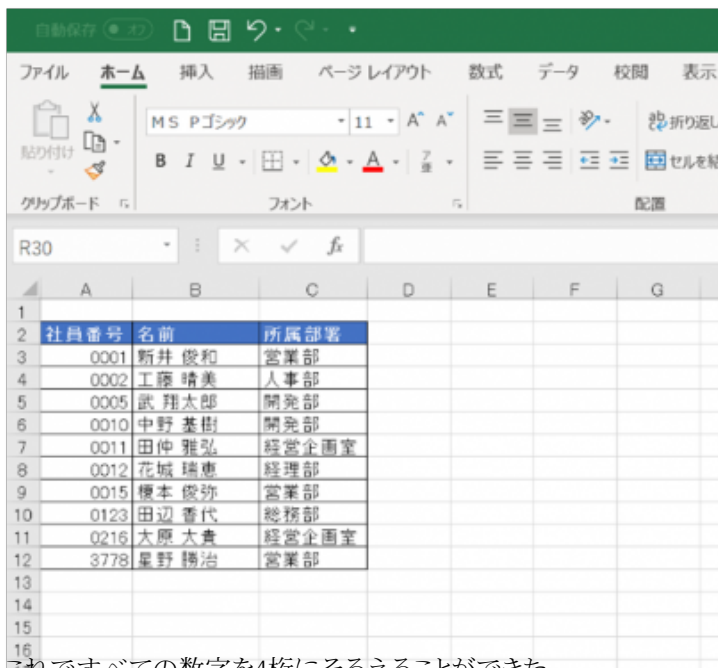 自動保存 オフ
ファイル ホーム 挿入 描画 ページ レイアウト 数式 データ 校閲 表示
貼り付け
ＭＳ Ｐゴシック 11 A A
ab 折り返し
B I U A
セルを結
クリップボード フォント 配置
R30 fx
A B C D E F G
1
2 社員番号 名前 所属部署
3 0001 新井 俊和 営業部
4 0002 工藤 晴美 人事部
5 0005 武 翔太郎 開発部
6 0010 中野 基樹 開発部
7 0011 田仲 雅弘 経営企画室
8 0012 花城 瑞恵 経理部
9 0015 榎本 俊弥 営業部
10 0123 田辺 香代 総務部
11 0216 大原 大貴 経営企画室
12 3778 星野 勝治 営業部
13
14
15
16
これですべての数字を4桁にそろえることができた